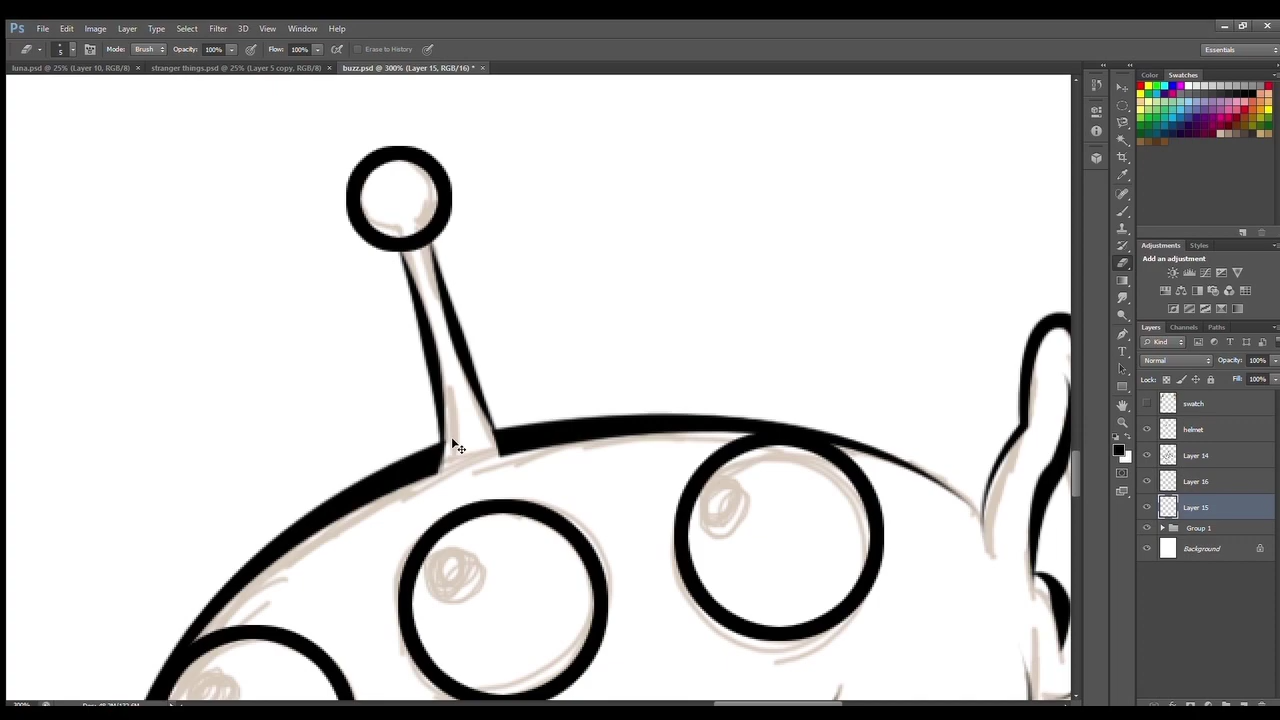 Ps File Edit Image Layer Type Select Filter 3D View Window Help
5 Mode: Brush Opacity: 100% Flow: 100% Erase to History Essentials
luna.psd @ 25% (Layer 10, RGB/8) × stranger things.psd @ 25% (Layer 5 copy, RGB/8) × buzz.psd @ 300% (Layer 15, RGB/16) * ×
Color Swatches
Adjustments Styles
Add an adjustment
Layers Channels Paths
Kind
Normal Opacity: 100%
Lock: Fill: 100%
swatch
helmet
Layer 14
Layer 16
Layer 15
Group 1
Background